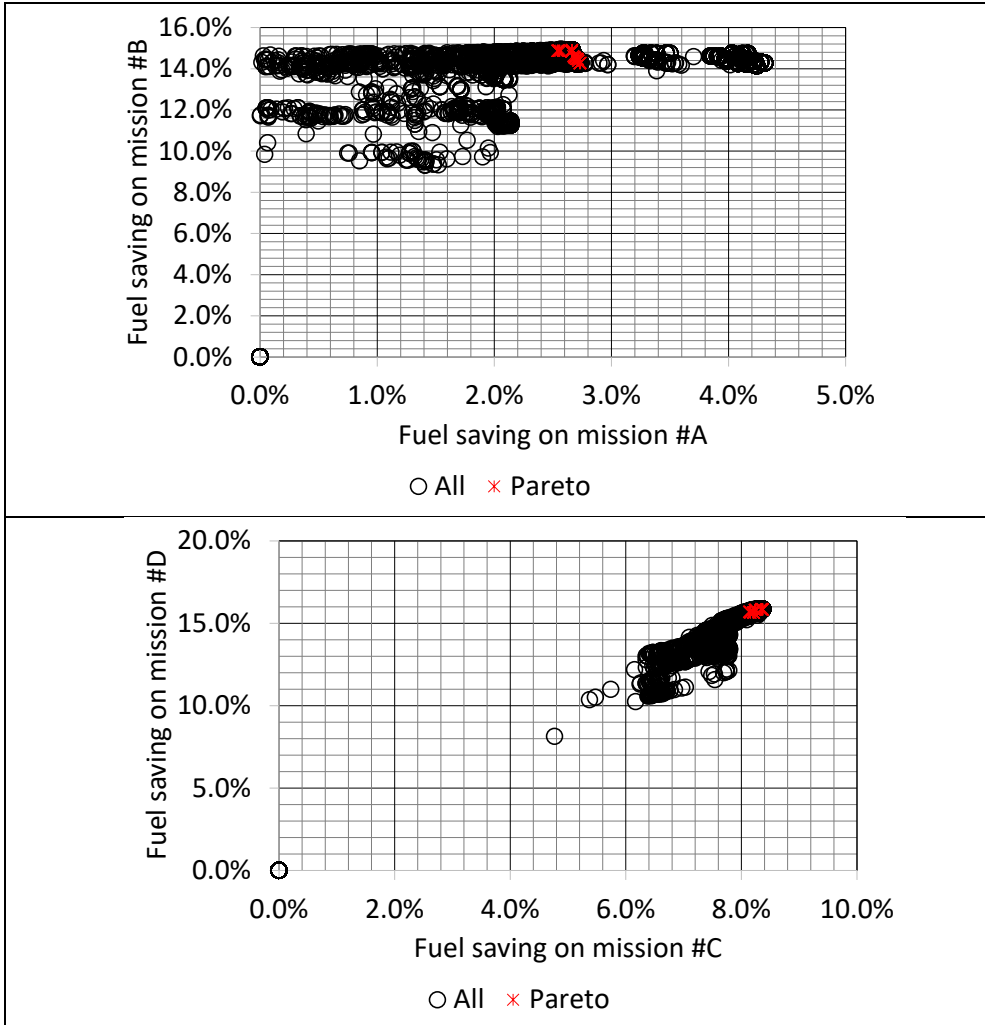 16.0%
14.0%
12.0%
10.0%
8.0%
6.0%
4.0%
2.0%
0.0%
Fuel saving on mission #B
0.0% 1.0% 2.0% 3.0% 4.0% 5.0%
Fuel saving on mission #A
All Pareto
20.0%
15.0%
10.0%
5.0%
0.0%
Fuel saving on mission #D
0.0% 2.0% 4.0% 6.0% 8.0% 10.0%
Fuel saving on mission #C
All Pareto